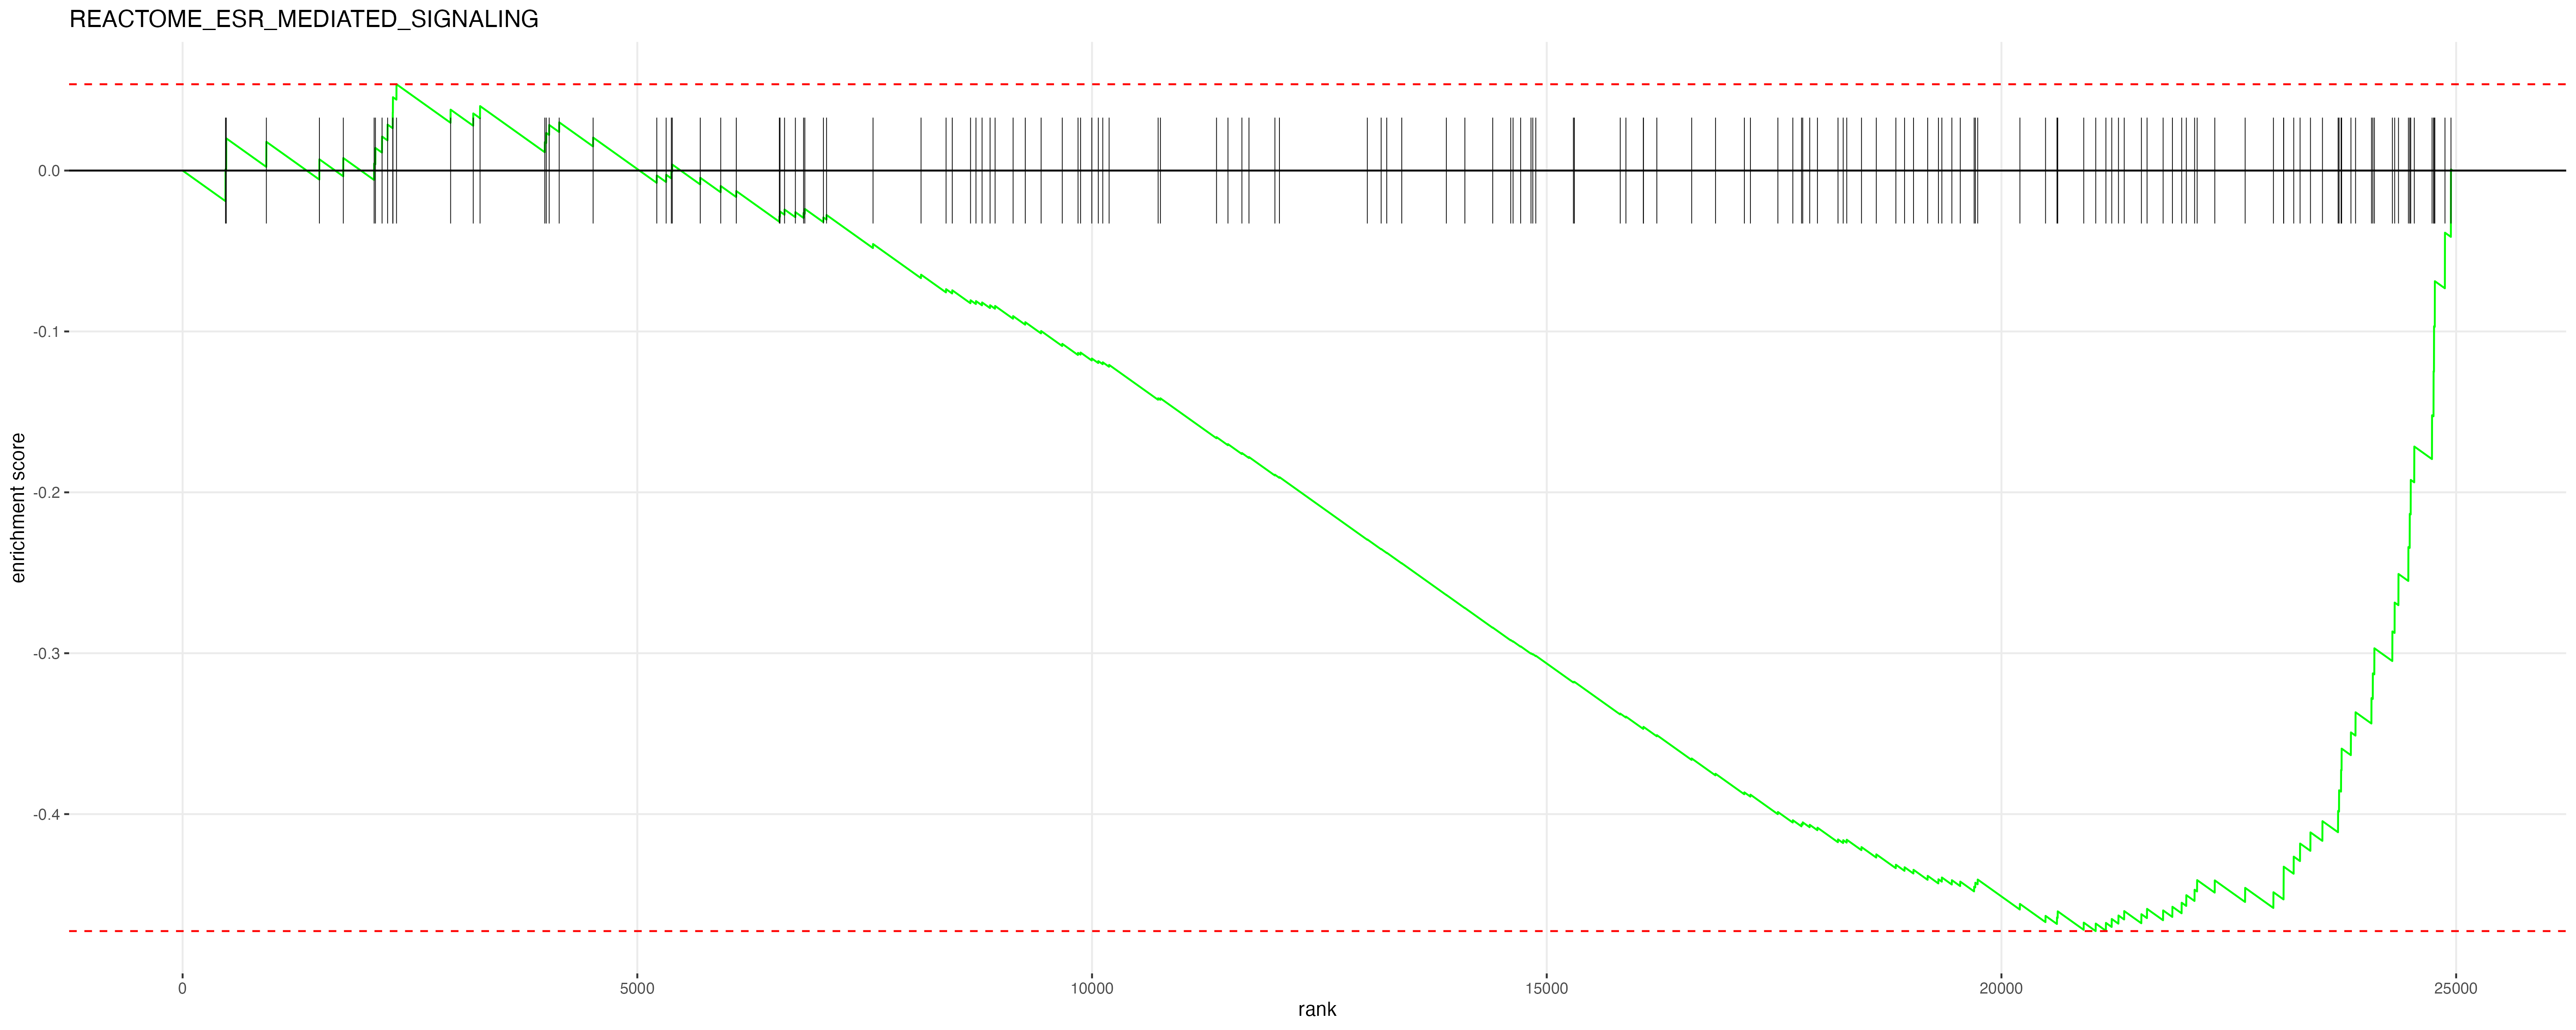 REACTOME_ESR_MEDIATED_SIGNALING
enrichment score
0.0
-0.1
-0.2
-0.3
-0.4
0 5000 10000 15000 20000 25000
rank